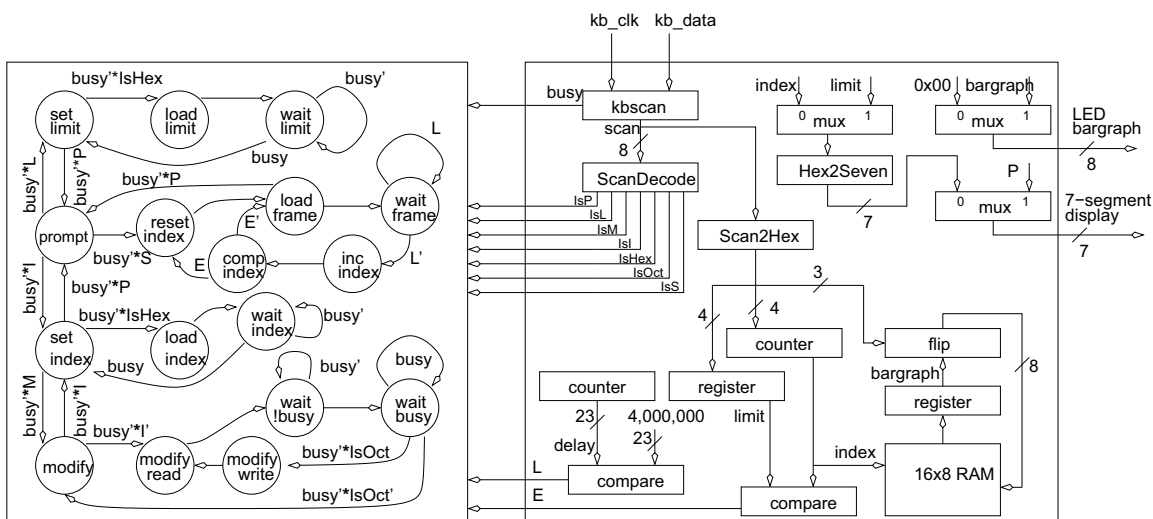 kb_clk kb_data
busy'*IsHex
busy'
set
limit
load
limit
wait
limit
busy
busy'*L
busy'*P
L
busy'*P
load
frame
wait
frame
prompt
reset
index
E'
busy'*S
E
comp
index
inc
index
L'
busy'*I
busy'*P
busy'*IsHex
wait
index
busy'
set
index
load
index
busy
busy'*M
busy'*I
busy'
busy
wait
!busy
wait
busy
busy'*I'
modify
modify
read
modify
write
busy'*IsOct
busy'*IsOct'
busy
kbscan
scan
8
ScanDecode
IsP
IsL
IsM
IsI
IsHex
IsOct
IsS
index limit
0 mux 1
Hex2Seven
7
0x00 bargraph
0 mux 1
LED
bargraph
8
P
0 mux 1
7-segment
display
7
Scan2Hex
3
4
4
counter
register
limit
flip
8
bargraph
register
counter
23
delay
4,000,000
23
compare
L
E
index
16x8 RAM
compare